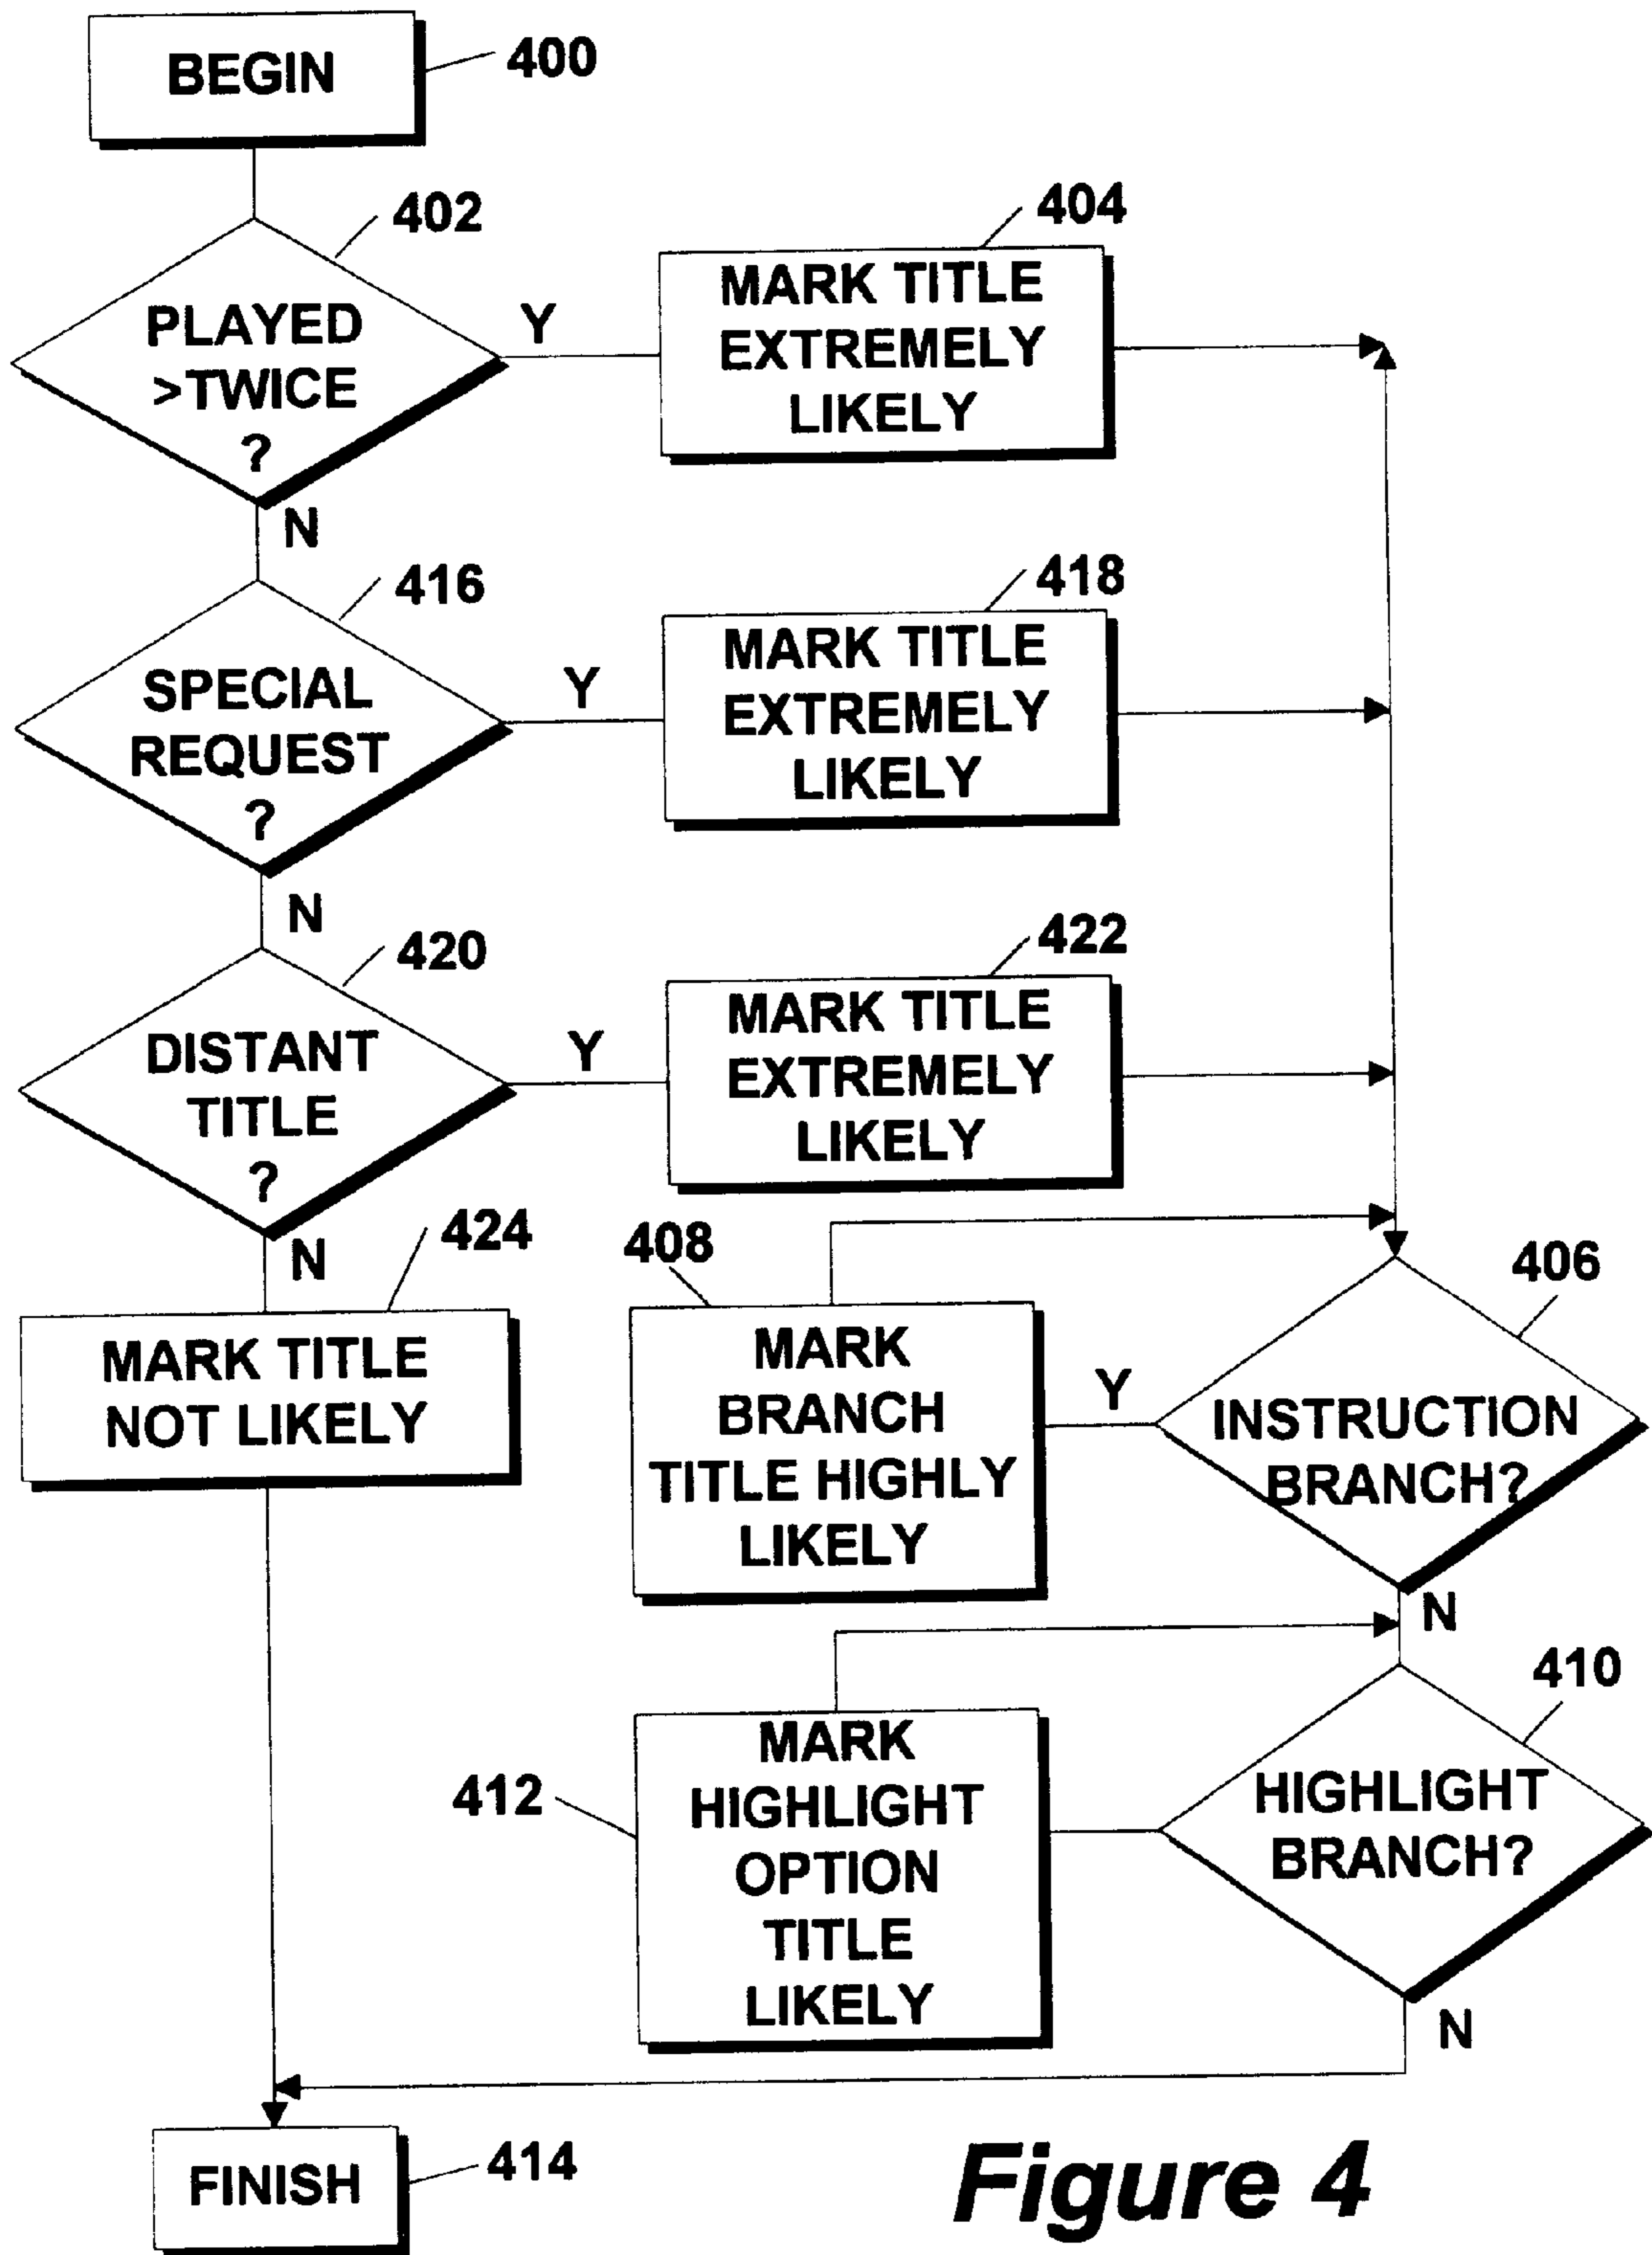 BEGIN
400
402
PLAYED
>TWICE
?
Y
N
404
MARK TITLE
EXTREMELY
LIKELY
416
SPECIAL
REQUEST
?
Y
N
418
MARK TITLE
EXTREMELY
LIKELY
420
DISTANT
TITLE
?
Y
N
422
MARK TITLE
EXTREMELY
LIKELY
424
MARK TITLE
NOT LIKELY
408
MARK
BRANCH
TITLE HIGHLY
LIKELY
Y
406
INSTRUCTION
BRANCH?
N
412
MARK
HIGHLIGHT
OPTION
TITLE
LIKELY
410
HIGHLIGHT
BRANCH?
N
FINISH
414
Figure 4